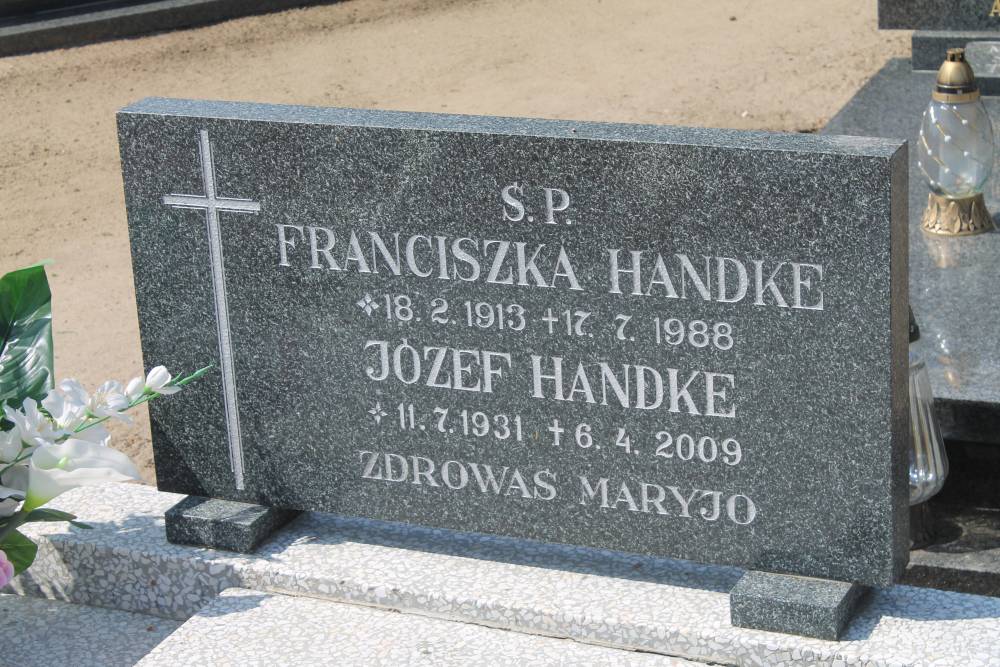 Ś. P.
FRANCISZKA HANDKE
18. 2. 1913 ✝ 17. 7. 1988
JÓZEF HANDKE
11. 7. 1931 ✝ 6. 4. 2009
ZDROWAŚ MARYJO